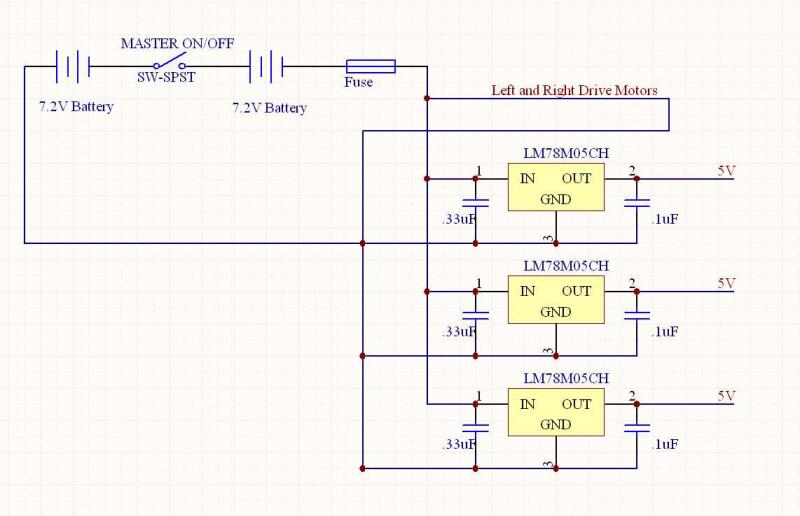 MASTER ON/OFF
SW-SPST
7.2V Battery
7.2V Battery
Fuse
Left and Right Drive Motors
LM78M05CH
1
IN
OUT
2
5V
GND
3
.33uF
.1uF
LM78M05CH
1
IN
OUT
2
5V
GND
3
.33uF
.1uF
LM78M05CH
1
IN
OUT
2
5V
GND
3
.33uF
.1uF